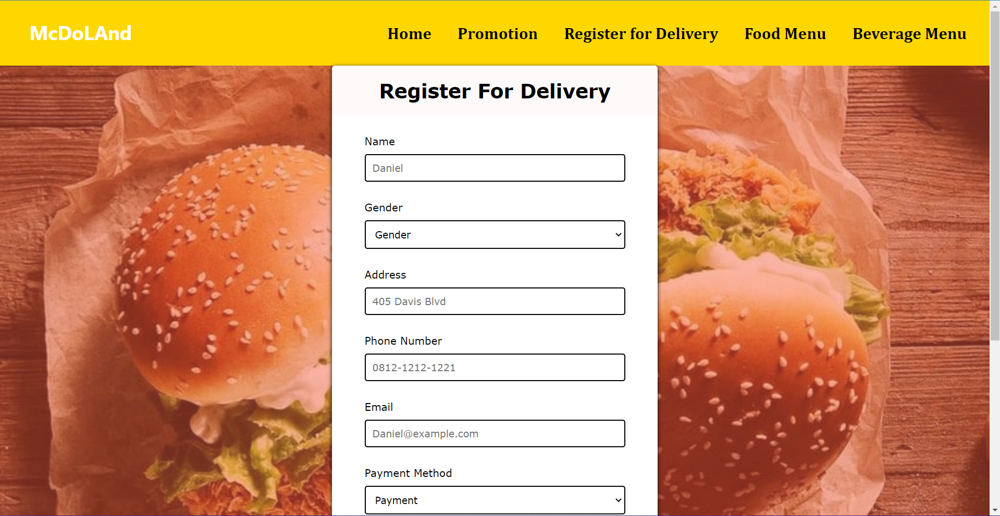 McDoLAnd
Home Promotion Register for Delivery Food Menu Beverage Menu
Register For Delivery
Name
Daniel
Gender
Gender
Address
405 Davis Blvd
Phone Number
0812-1212-1221
Email
Daniel@example.com
Payment Method
Payment